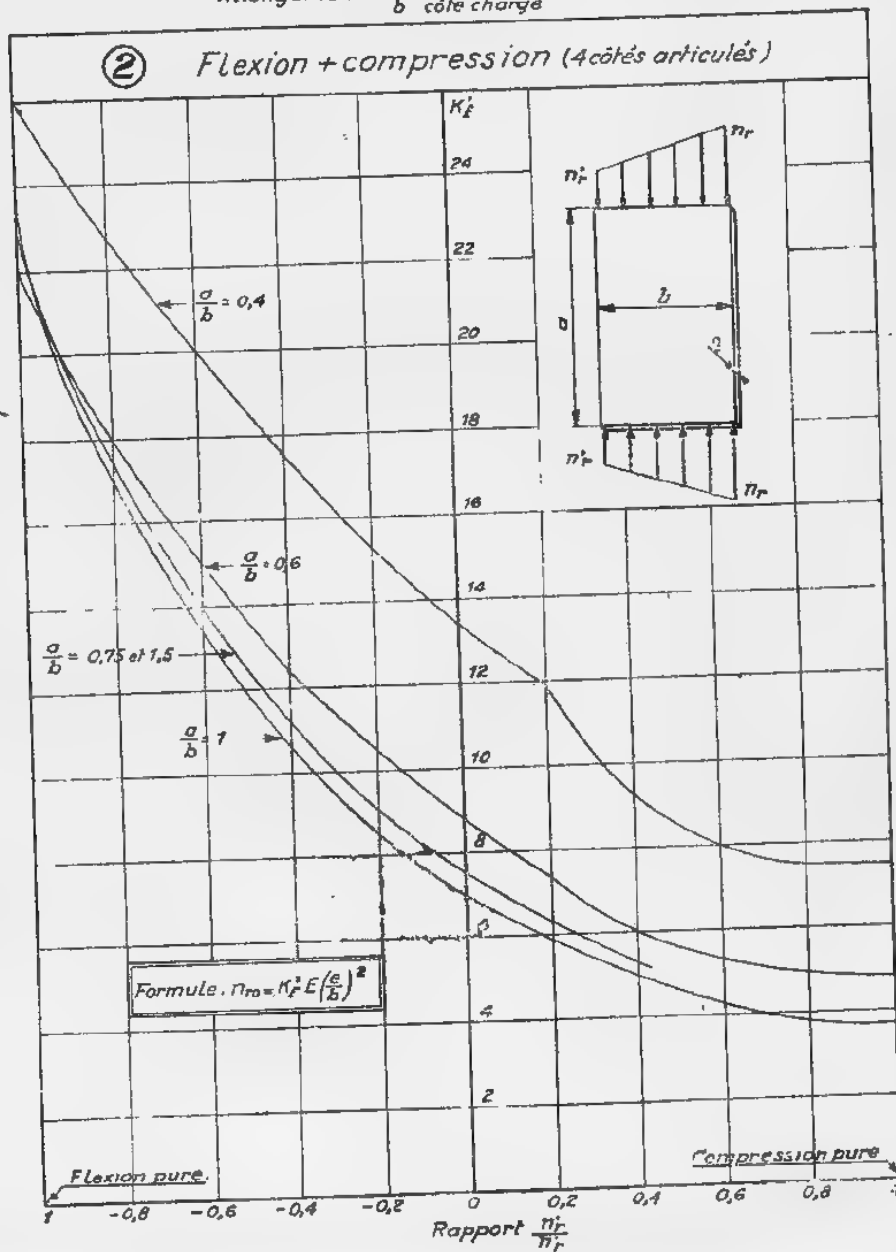 b côté chargé
② Flexion + compression (4 côtés articulés)
K'f
24
22
20
18
16
14
12
10
8
6
4
2
nr
n'r
a
b
n'r
nr
a/b = 0,4
a/b = 0,6
a/b = 0,75 et 1,5
a/b = 1
Formule. nro = K'f E(e/b)²
Flexion pure.
Compression pure
1 -0,8 -0,6 -0,4 -0,2 0 0,2 0,4 0,6 0,8
Rapport n'r/nr